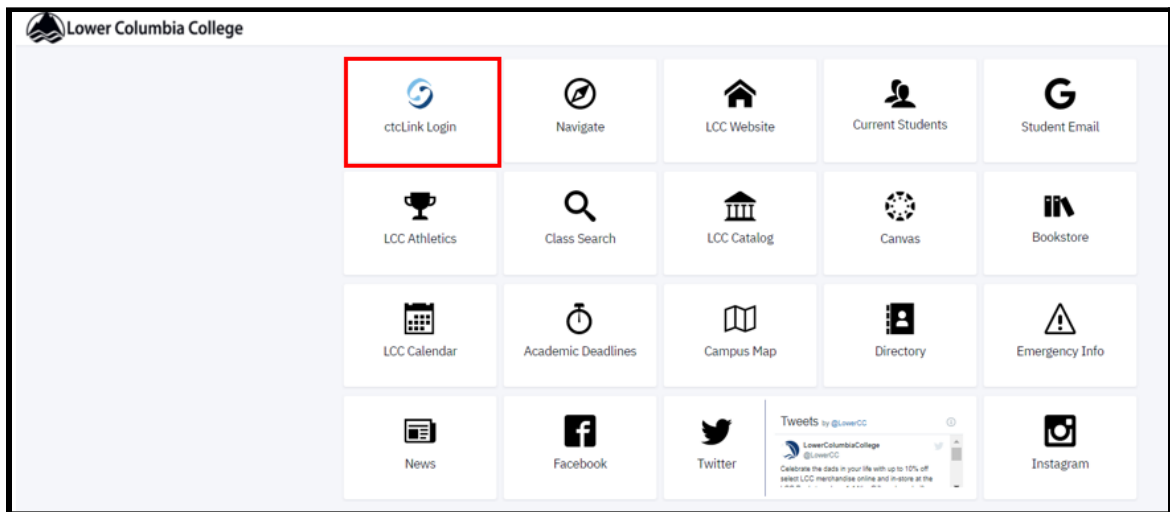 Lower Columbia College
ctcLink Login
Navigate
LCC Website
Current Students
Student Email
LCC Athletics
Class Search
LCC Catalog
Canvas
Bookstore
LCC Calendar
Academic Deadlines
Campus Map
Directory
Emergency Info
News
Facebook
Twitter
Tweets by @LowerCC
LowerColumbiaCollege
@LowerCC
Celebrate the dads in your life with up to 10% off
select LCC merchandise online and in-store at the
Instagram